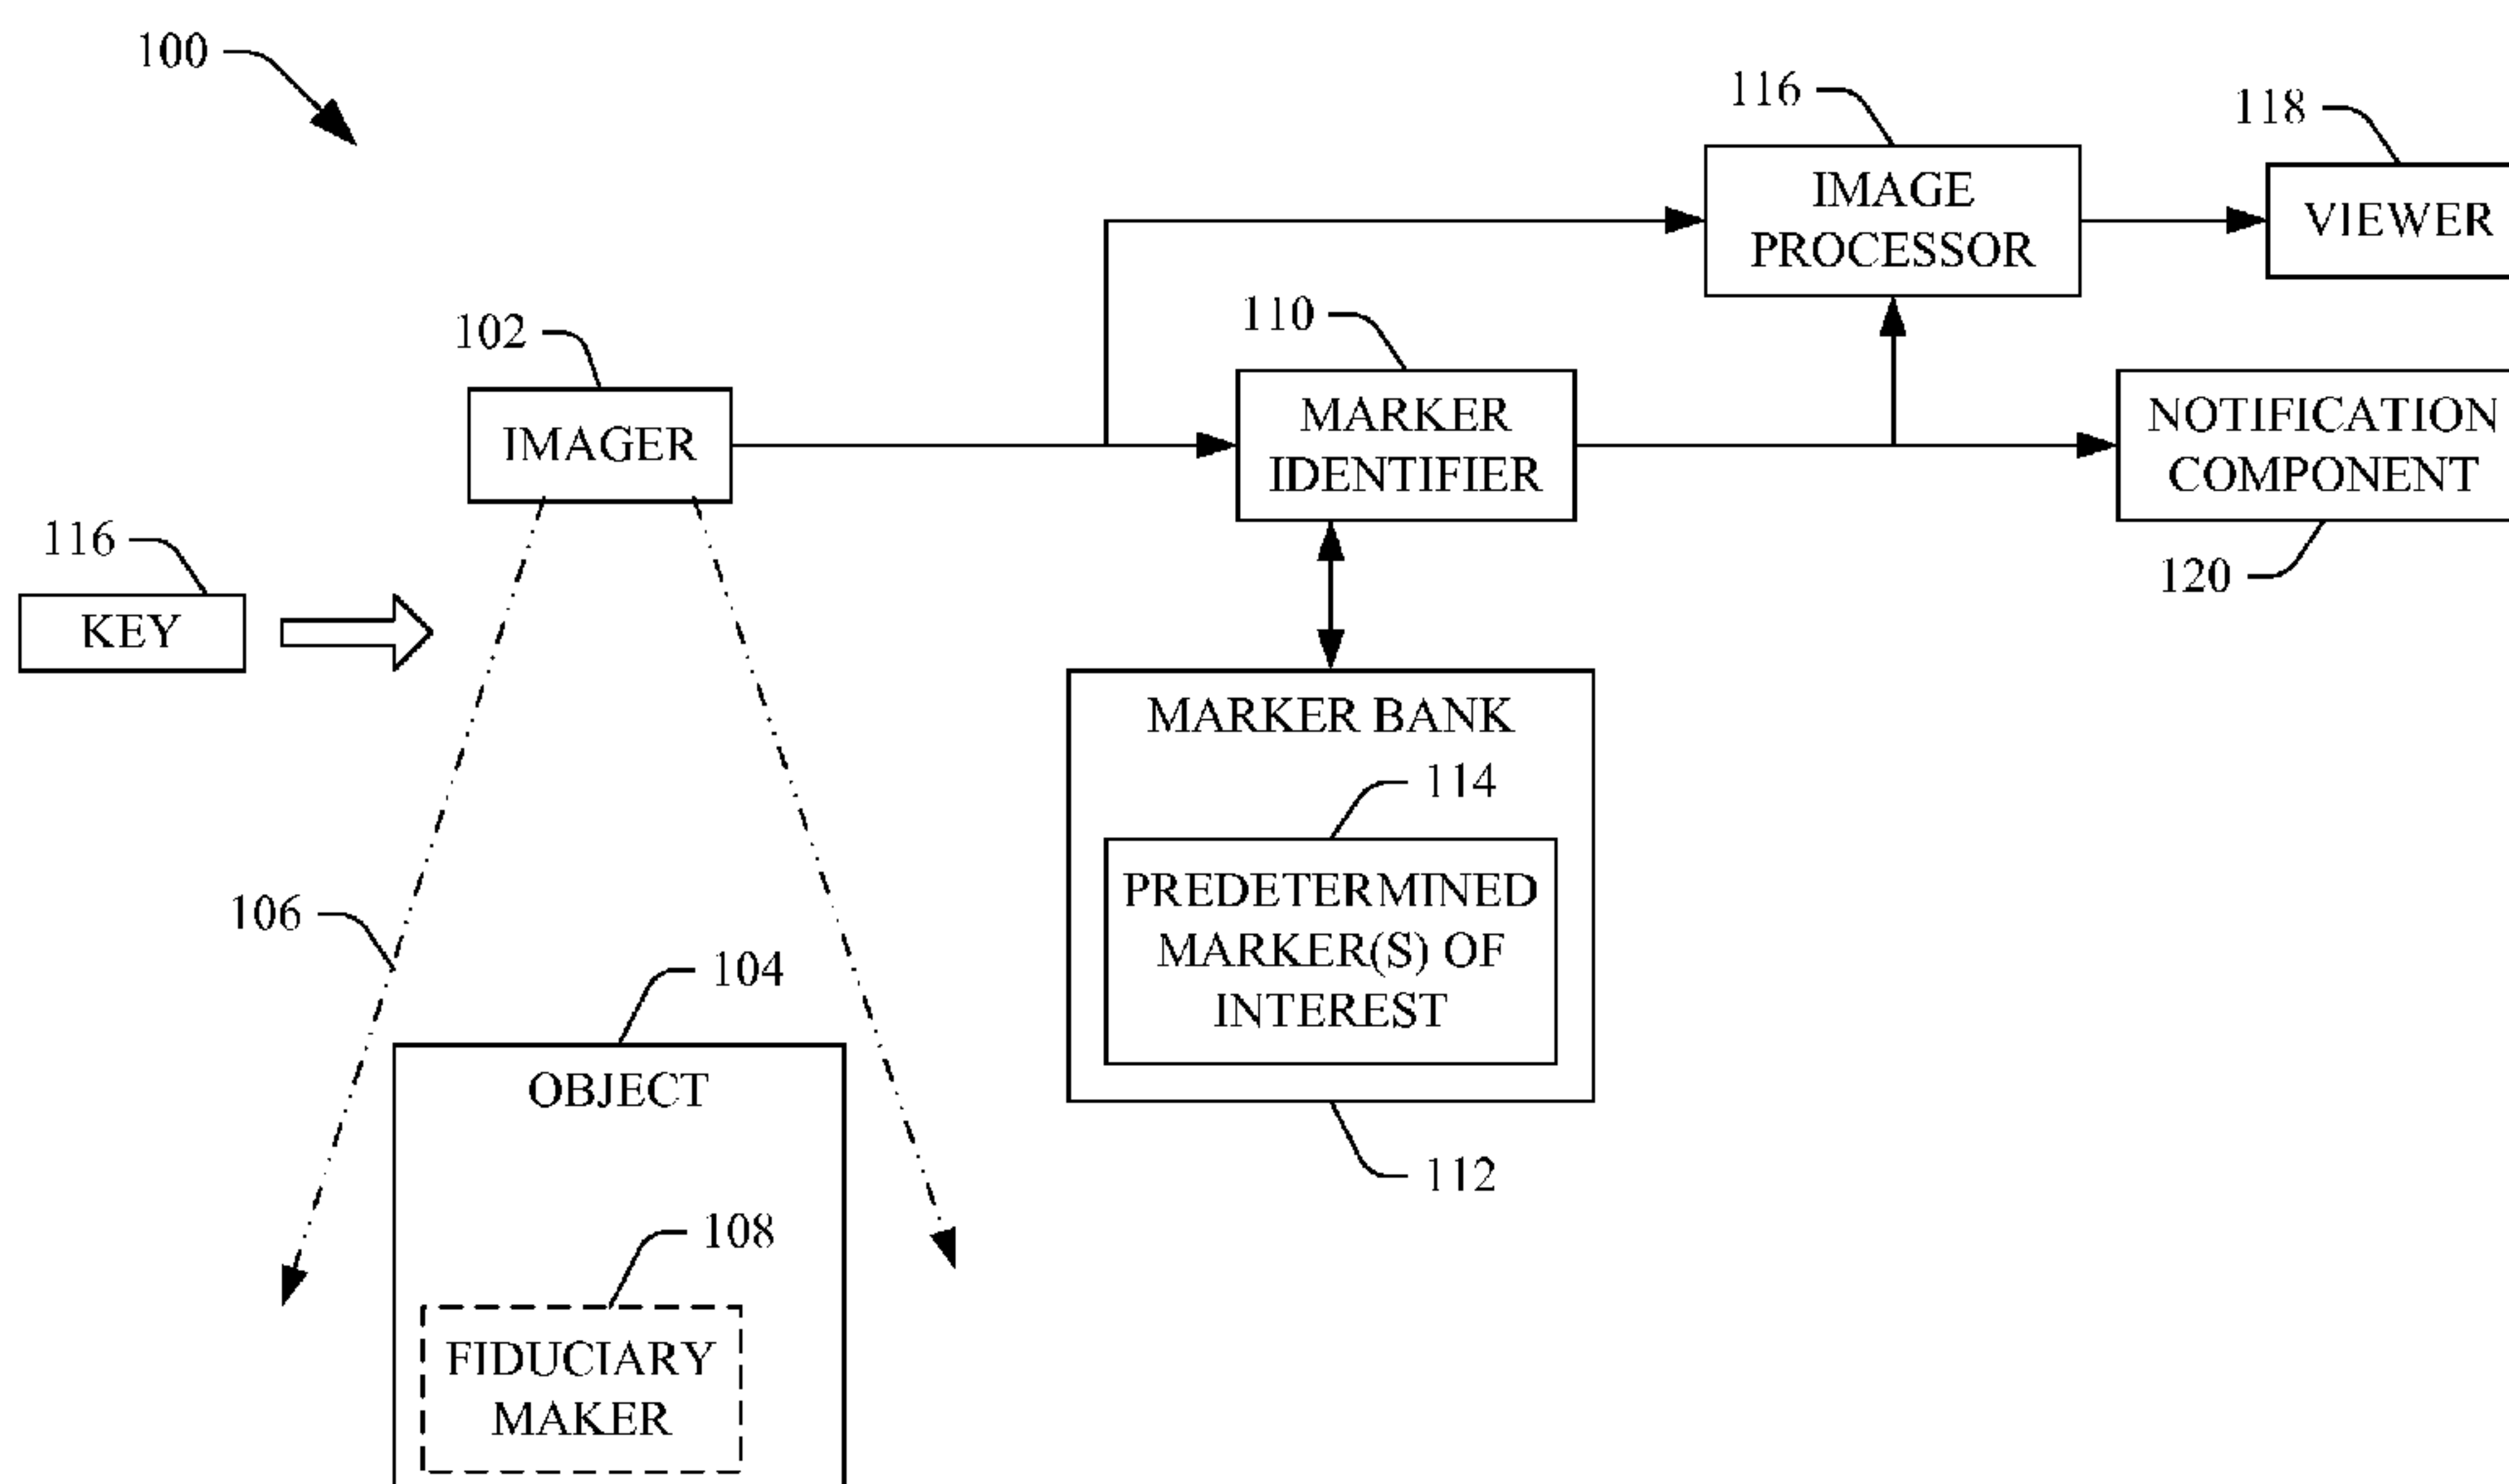 100
116
118
IMAGE
PROCESSOR
VIEWER
102
110
IMAGER
MARKER
IDENTIFIER
NOTIFICATION
COMPONENT
116
120
KEY
MARKER BANK
114
PREDETERMINED
MARKER(S) OF
INTEREST
106
104
OBJECT
112
108
FIDUCIARY
MAKER